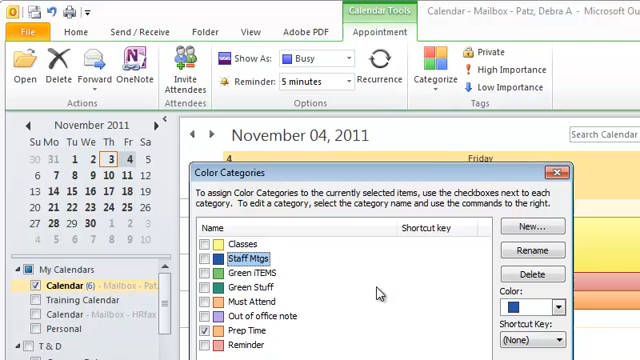 Calendar Tools
Calendar - Mailbox - Patz, Debra A - Microsoft Ou
File Home Send / Receive Folder View Adobe PDF Appointment
Open Delete Forward OneNote
Invite Attendees
Show As: Busy
Reminder: 5 minutes
Recurrence
Categorize
Private
High Importance
Low Importance
Actions Attendees Options Tags
November 2011
Su Mo Tu We Th Fr Sa
30 31 1 2 3 4 5
6 7 8 9 10 11 12
13 14 15 16 17 18 19
20 21 22 23 24 25 26
27 28 29 30 1 2 3
4 5 6 7 8 9 10
My Calendars
Calendar (6) - Mailbox - Patz,
Training Calendar
Calendar - Mailbox - HRfax
Personal
T & D
November 04, 2011
Search Calendar
4 Friday
Color Categories
To assign Color Categories to the currently selected items, use the checkboxes next to each
category. To edit a category, select the category name and use the commands to the right.
Name Shortcut key
Classes
Staff Mtgs
Green iTEMS
Green Stuff
Must Attend
Out of office note
Prep Time
Reminder
New...
Rename
Delete
Color:
Shortcut Key:
(None)